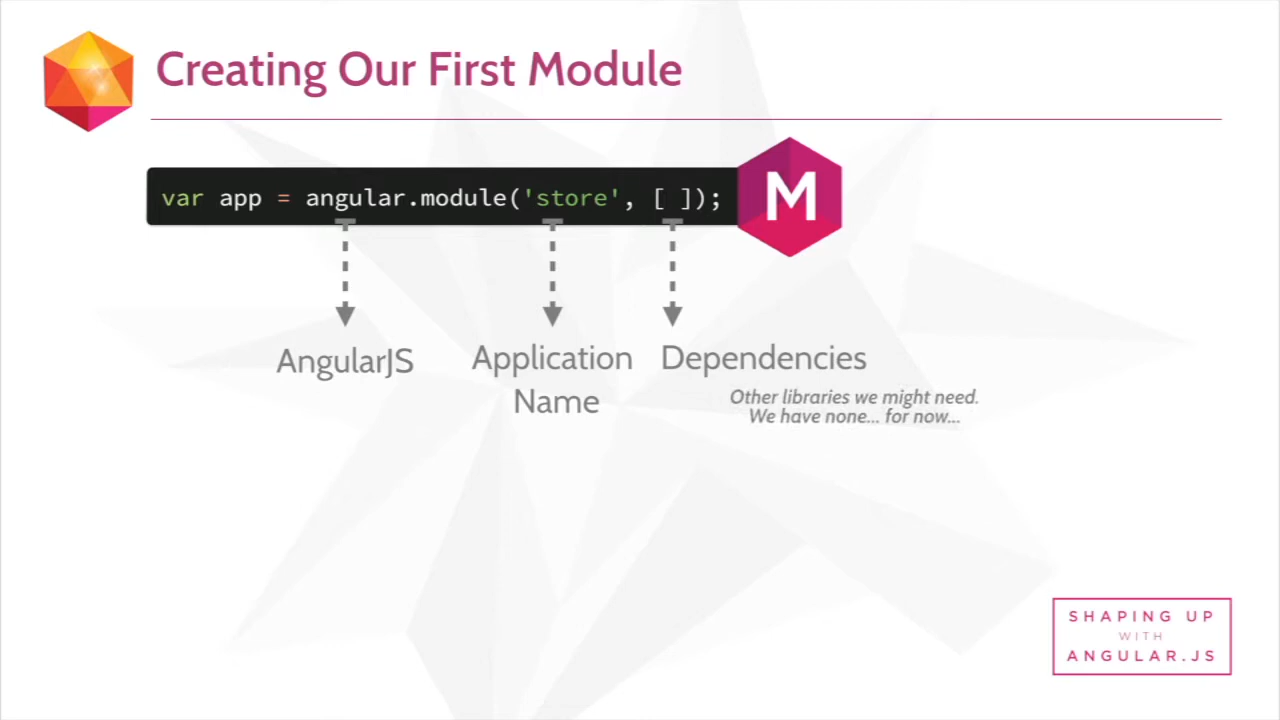 Creating Our First Module
var app = angular.module('store', [ ]);
M
AngularJS
Application
Name
Dependencies
Other libraries we might need.
We have none... for now...
SHAPING UP
WITH
ANGULAR.JS